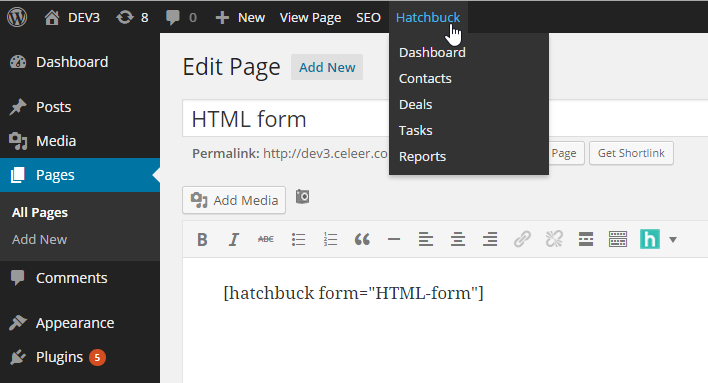 DEV3 8 0 New View Page SEO Hatchbuck
Dashboard
Contacts
Deals
Tasks
Reports
Dashboard
Posts
Media
Pages
All Pages
Add New
Comments
Appearance
Plugins 5
Edit Page Add New
HTML form
Permalink: http://dev3.celeer.co
Page Get Shortlink
Add Media
B I ABC
[hatchbuck form="HTML-form"]